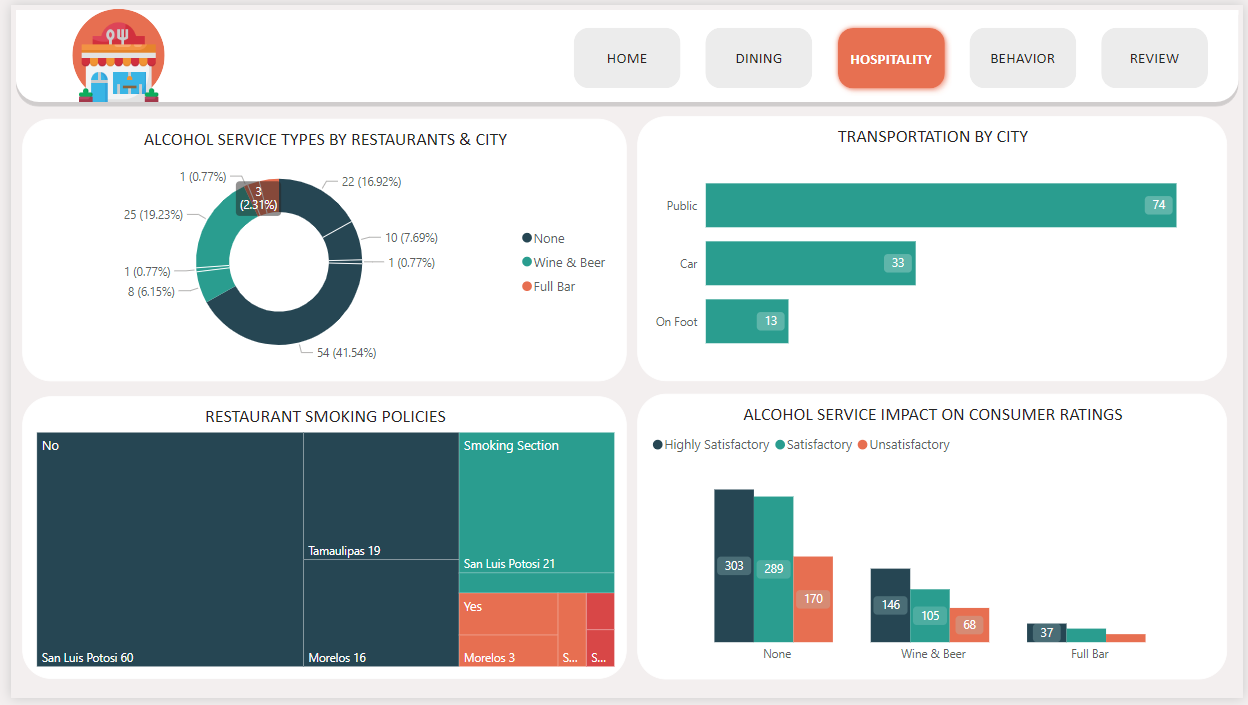 HOME
DINING
HOSPITALITY
BEHAVIOR
REVIEW
ALCOHOL SERVICE TYPES BY RESTAURANTS & CITY
1 (0.77%)
3
(2.31%)
22 (16.92%)
25 (19.23%)
10 (7.69%)
1 (0.77%)
1 (0.77%)
8 (6.15%)
54 (41.54%)
None
Wine & Beer
Full Bar
TRANSPORTATION BY CITY
Public
74
Car
33
On Foot
13
RESTAURANT SMOKING POLICIES
No
Smoking Section
Tamaulipas 19
San Luis Potosi 21
Yes
San Luis Potosi 60
Morelos 16
Morelos 3
S...
S...
ALCOHOL SERVICE IMPACT ON CONSUMER RATINGS
Highly Satisfactory
Satisfactory
Unsatisfactory
303
289
170
146
105
68
37
None
Wine & Beer
Full Bar